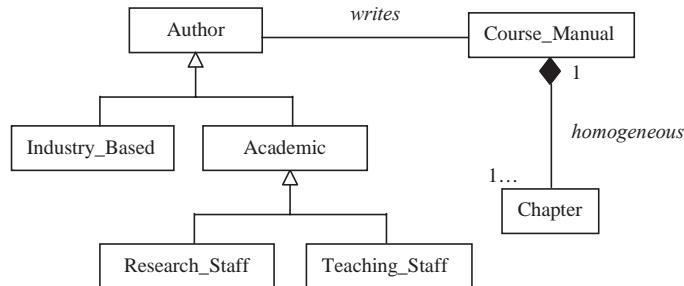 Author
writes
Course_Manual
1
homogeneous
Industry_Based
Academic
1…
Chapter
Research_Staff
Teaching_Staff